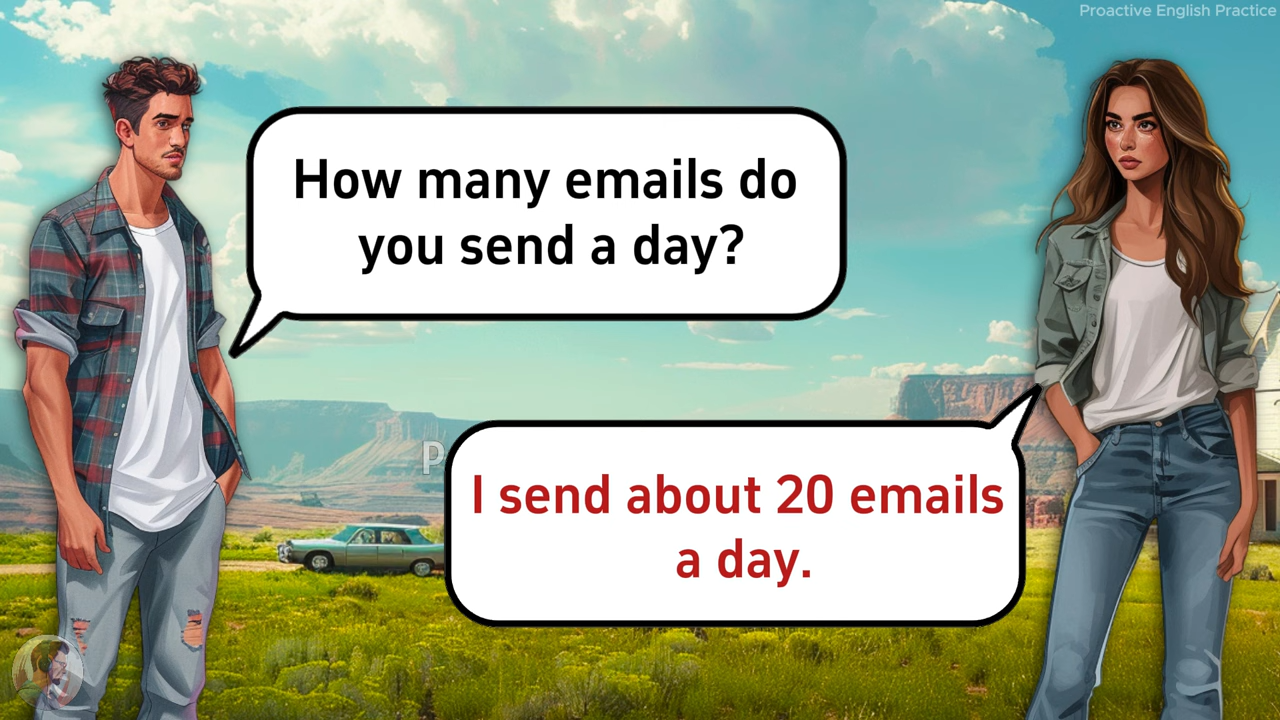 Proactive English Practice
How many emails do
you send a day?
I send about 20 emails
a day.